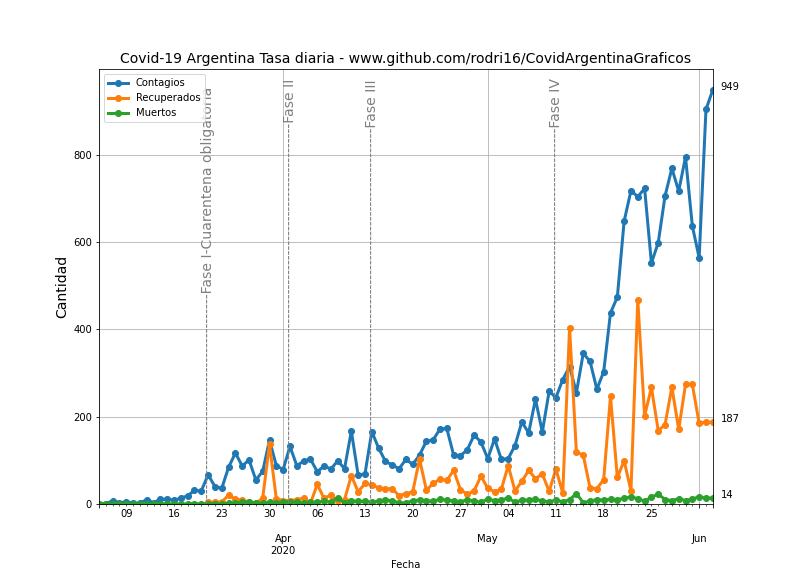 Covid-19 Argentina Tasa diaria - www.github.com/rodri16/CovidArgentinaGraficos
Contagios
Recuperados
Muertos
Fase I-Cuarentena obligatoria
Fase II
Fase III
Fase IV
949
187
14
Cantidad
800
600
400
200
0
09
16
23
30
06
13
20
27
04
11
18
25
Apr
2020
May
Jun
Fecha